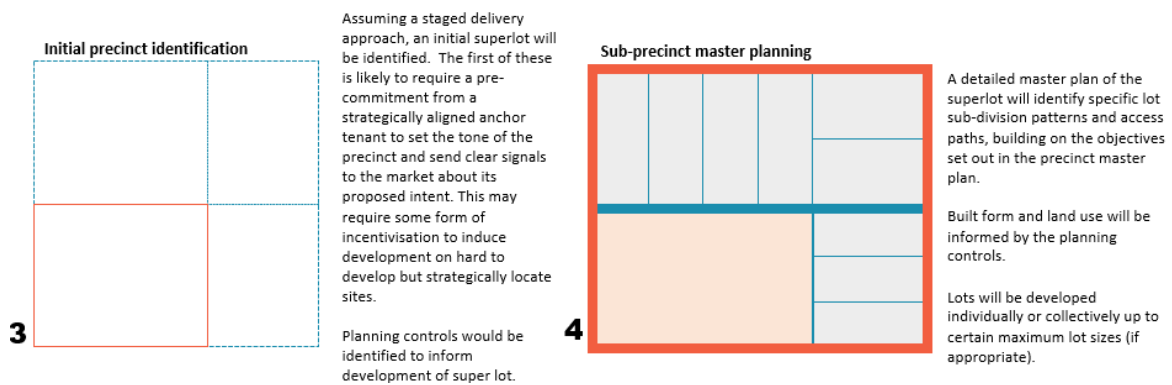 Initial precinct identification
Assuming a staged delivery
approach, an initial superlot will
be identified.  The first of these
is likely to require a pre-
commitment from a
strategically aligned anchor
tenant to set the tone of the
precinct and send clear signals
to the market about its
proposed intent. This may
require some form of
incentivisation to induce
development on hard to
develop but strategically locate
sites.
Planning controls would be
identified to inform
development of super lot.
3
Sub-precinct master planning
A detailed master plan of the
superlot will identify specific lot
sub-division patterns and access
paths, building on the objectives
set out in the precinct master
plan.
Built form and land use will be
informed by the planning
controls.
Lots will be developed
individually or collectively up to
certain maximum lot sizes (if
appropriate).
4